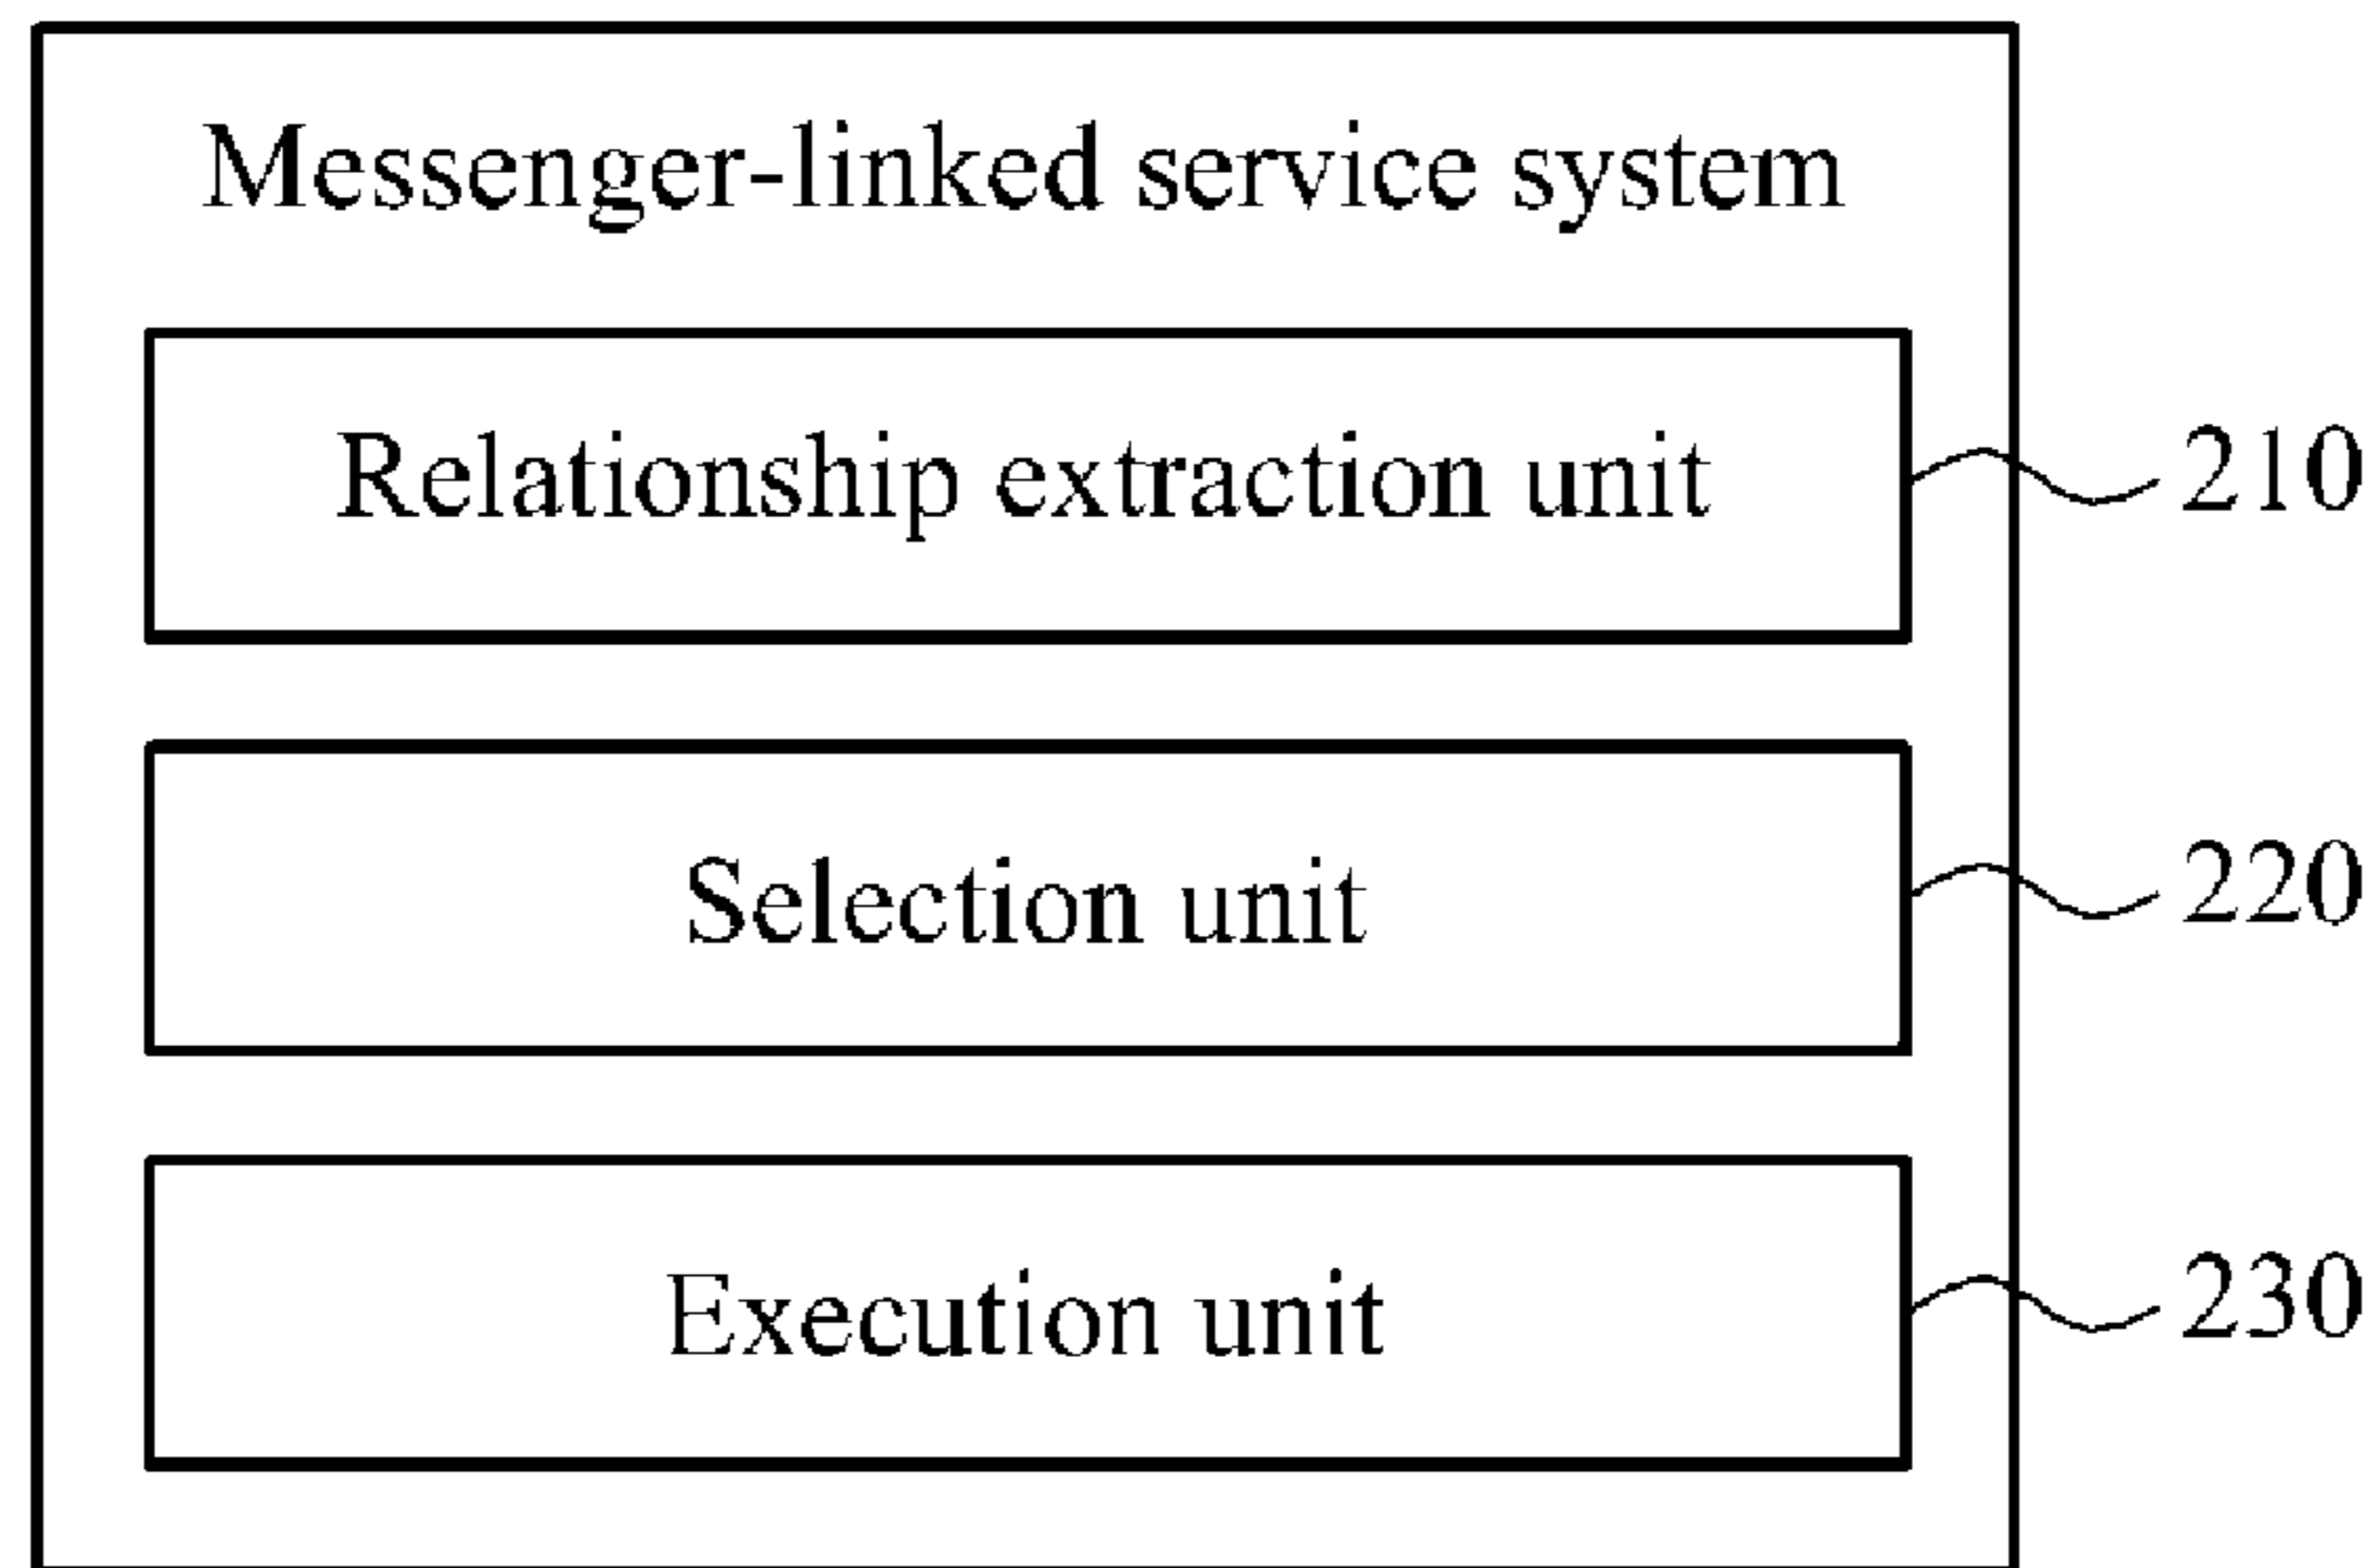 Messenger-linked service system
Relationship extraction unit
210
Selection unit
220
Execution unit
230